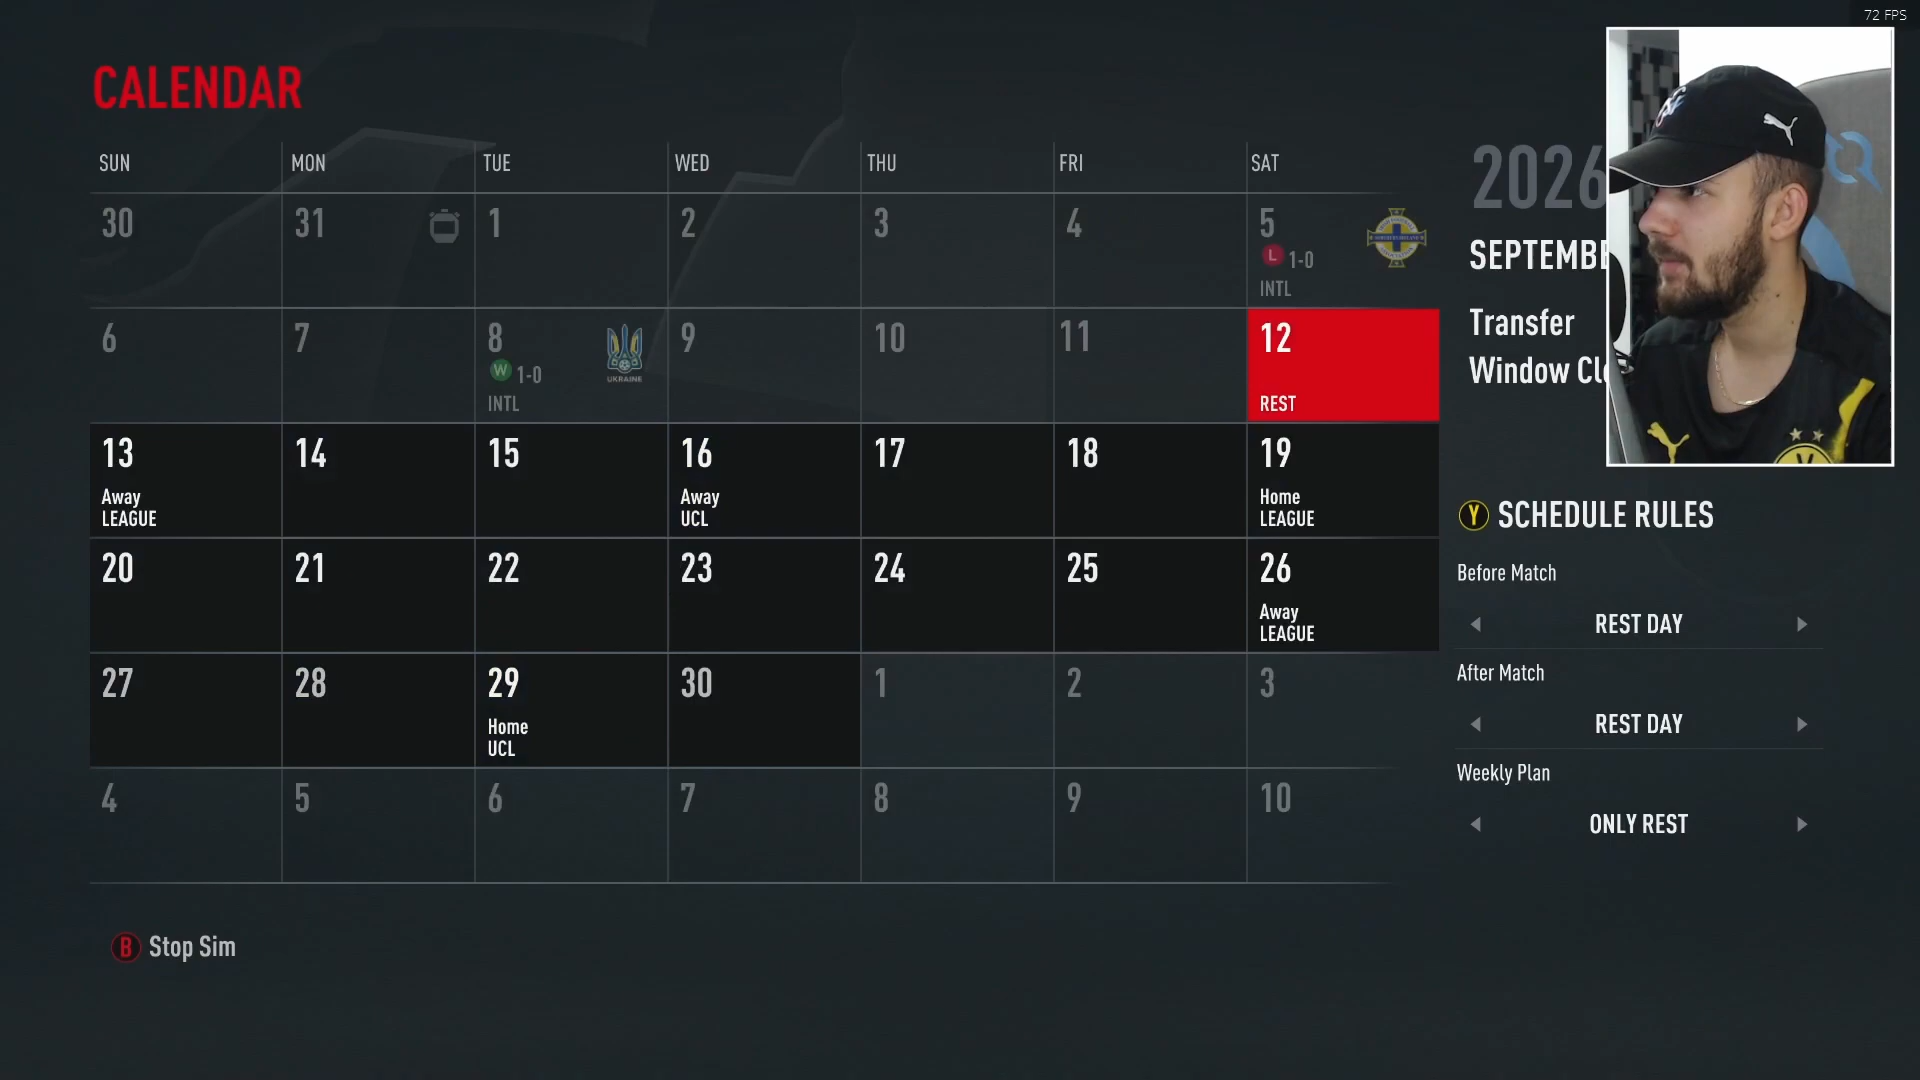 72 FPS
CALENDAR
SUN MON TUE WED THU FRI SAT
2026
30 31 1 2 3 4 5
L 1-0
INTL
6 7 8 9 10 11 12
W 1-0
UKRAINE
INTL
REST
Transfer
13 14 15 16 17 18 19
Away
LEAGUE
Away
UCL
Home
LEAGUE
20 21 22 23 24 25 26
Away
LEAGUE
27 28 29 30 1 2 3
Home
UCL
4 5 6 7 8 9 10
Window
Y SCHEDULE RULES
Before Match
REST DAY
After Match
REST DAY
Weekly Plan
ONLY REST
B Stop Sim